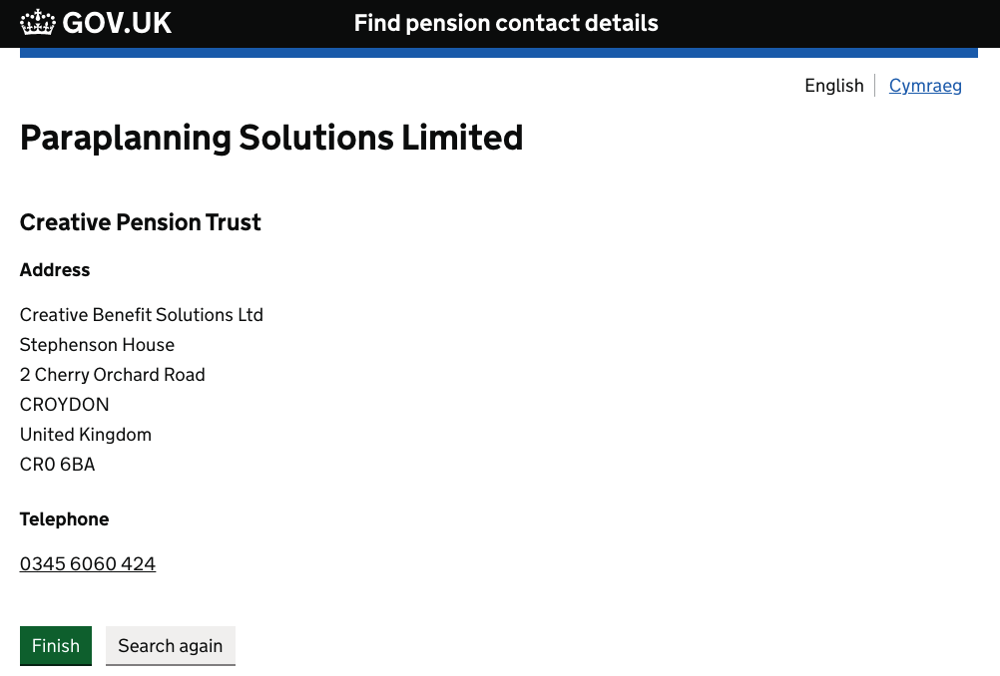 GOV.UK
Find pension contact details
English
Cymraeg
Paraplanning Solutions Limited
Creative Pension Trust
Address
Creative Benefit Solutions Ltd
Stephenson House
2 Cherry Orchard Road
CROYDON
United Kingdom
CR0 6BA
Telephone
0345 6060 424
Finish
Search again